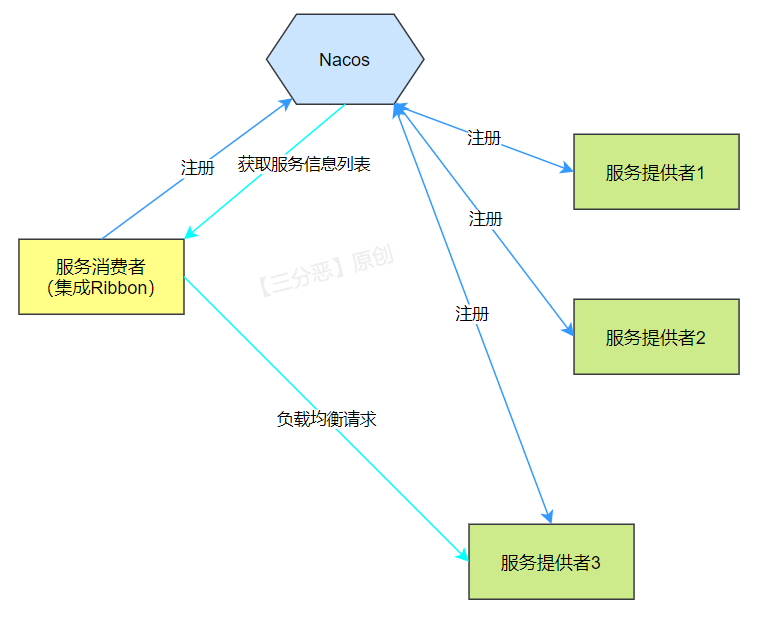 Nacos
注册
注册
获取服务信息列表
服务提供者1
注册
服务消费者
（集成Ribbon）
【三分恶】原创
注册
服务提供者2
负载均衡请求
服务提供者3